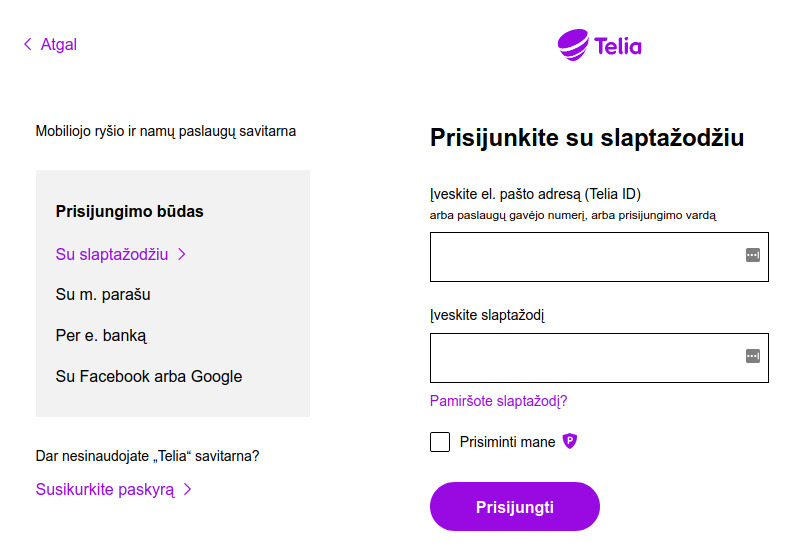 Atgal
Telia
Mobiliojo ryšio ir namų paslaugų savitarna
Prisijungimo būdas
Su slaptažodžiu
Su m. parašu
Per e. banką
Su Facebook arba Google
Dar nesinaudojate „Telia“ savitarna?
Susikurkite paskyrą
Prisijunkite su slaptažodžiu
Įveskite el. pašto adresą (Telia ID)
arba paslaugų gavėjo numerį, arba prisijungimo vardą
Įveskite slaptažodį
Pamiršote slaptažodį?
Prisiminti mane P
Prisijungti